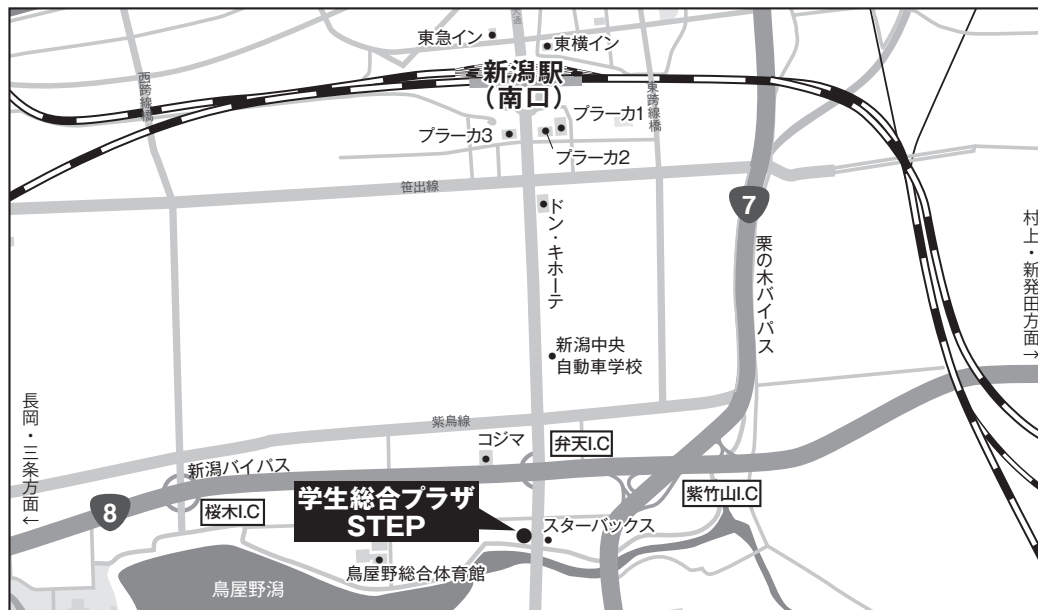 東急イン
東横イン
新潟駅
（南口）
西跨線橋
東跨線橋
プラーカ1
プラーカ3
プラーカ2
笹出線
ドン・キホーテ
7
栗の木バイパス
村上・新発田方面→
新潟中央
自動車学校
長岡・三条方面←
紫鳥線
コジマ
弁天I.C
新潟バイパス
8
桜木I.C
紫竹山I.C
学生総合プラザ
STEP
スターバックス
鳥屋野総合体育館
鳥屋野潟